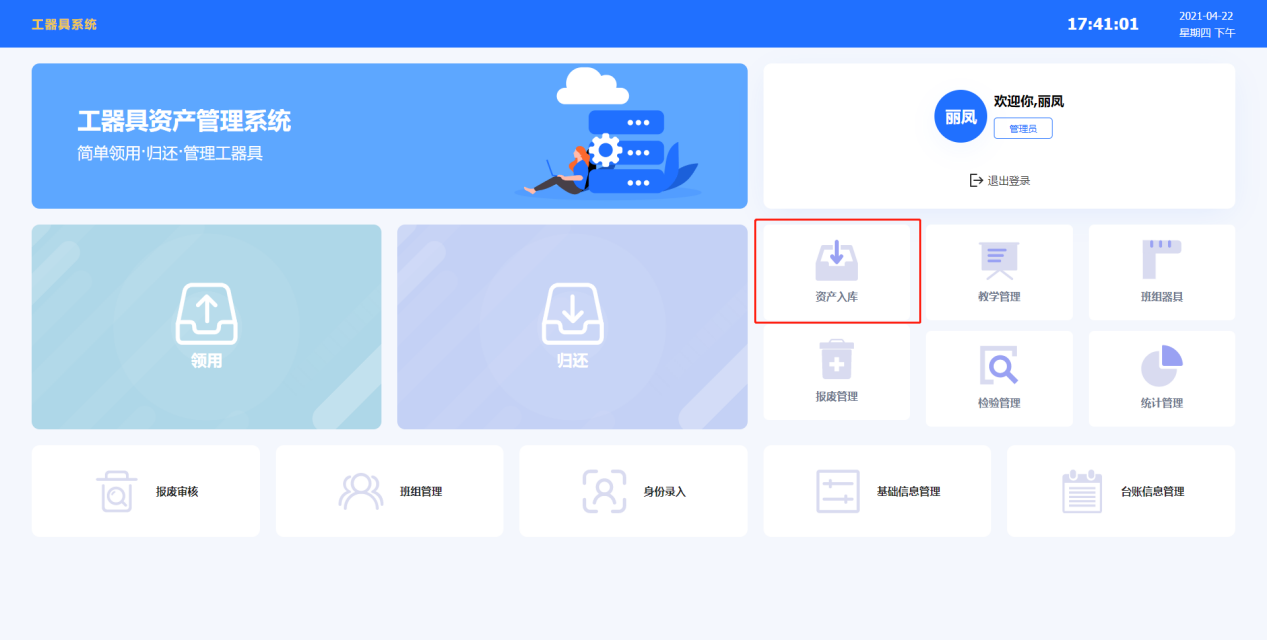 工器具系统
17:41:01
2021-04-22
星期四 下午
工器具资产管理系统
简单领用·归还·管理工器具
丽凤
欢迎你,丽凤
管理员
退出登录
领用
归还
资产入库
教学管理
班组器具
报废管理
检验管理
统计管理
报废审核
班组管理
身份录入
基础信息管理
台账信息管理